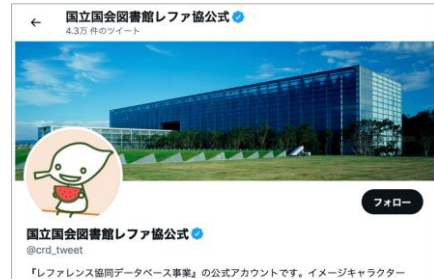 国立国会図書館レファ協公式
4.3万 件のツイート
フォロー
国立国会図書館レファ協公式
@crd_tweet
『レファレンス協同データベース事業』の公式アカウントです。イメージキャラクター